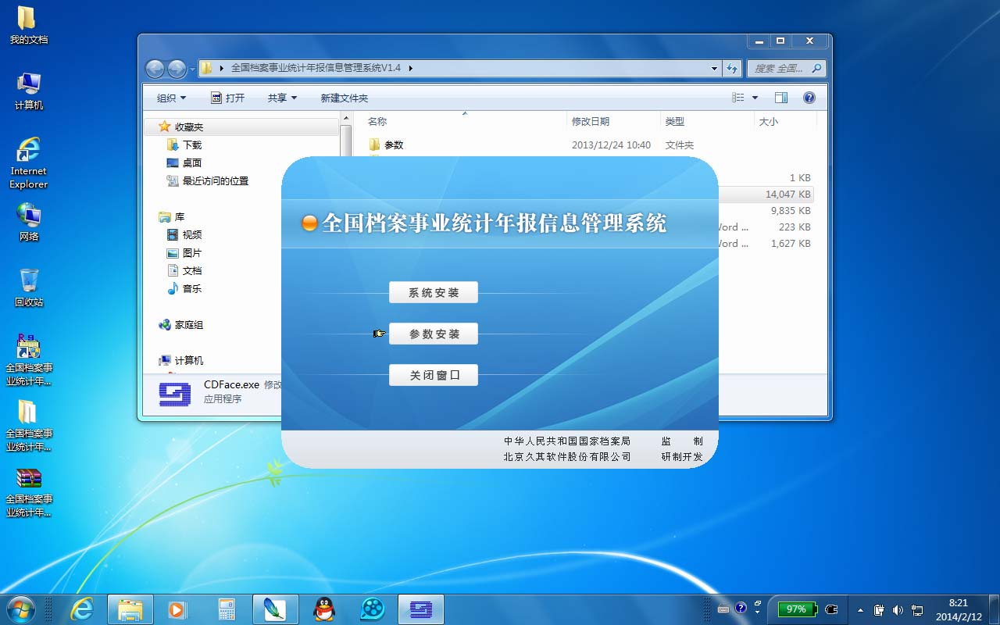 我的文档
计算机
Internet
Explorer
网络
回收站
全国档案事
业统计年...
全国档案事
业统计年...
全国档案事
业统计年...
全国档案事业统计年报信息管理系统V1.4
搜索 全国...
组织
打开
共享
新建文件夹
收藏夹
下载
桌面
最近访问的位置
库
视频
图片
文档
音乐
家庭组
计算机
名称
修改日期
类型
大小
参数
2013/12/24 10:40
文件夹
1 KB
14,047 KB
9,835 KB
Word ...
223 KB
Word ...
1,627 KB
CDFace.exe 修改
应用程序
全国档案事业统计年报信息管理系统
系统安装
参数安装
关闭窗口
中华人民共和国国家档案局 监 制
北京久其软件股份有限公司 研制开发
97%
8:21
2014/2/12